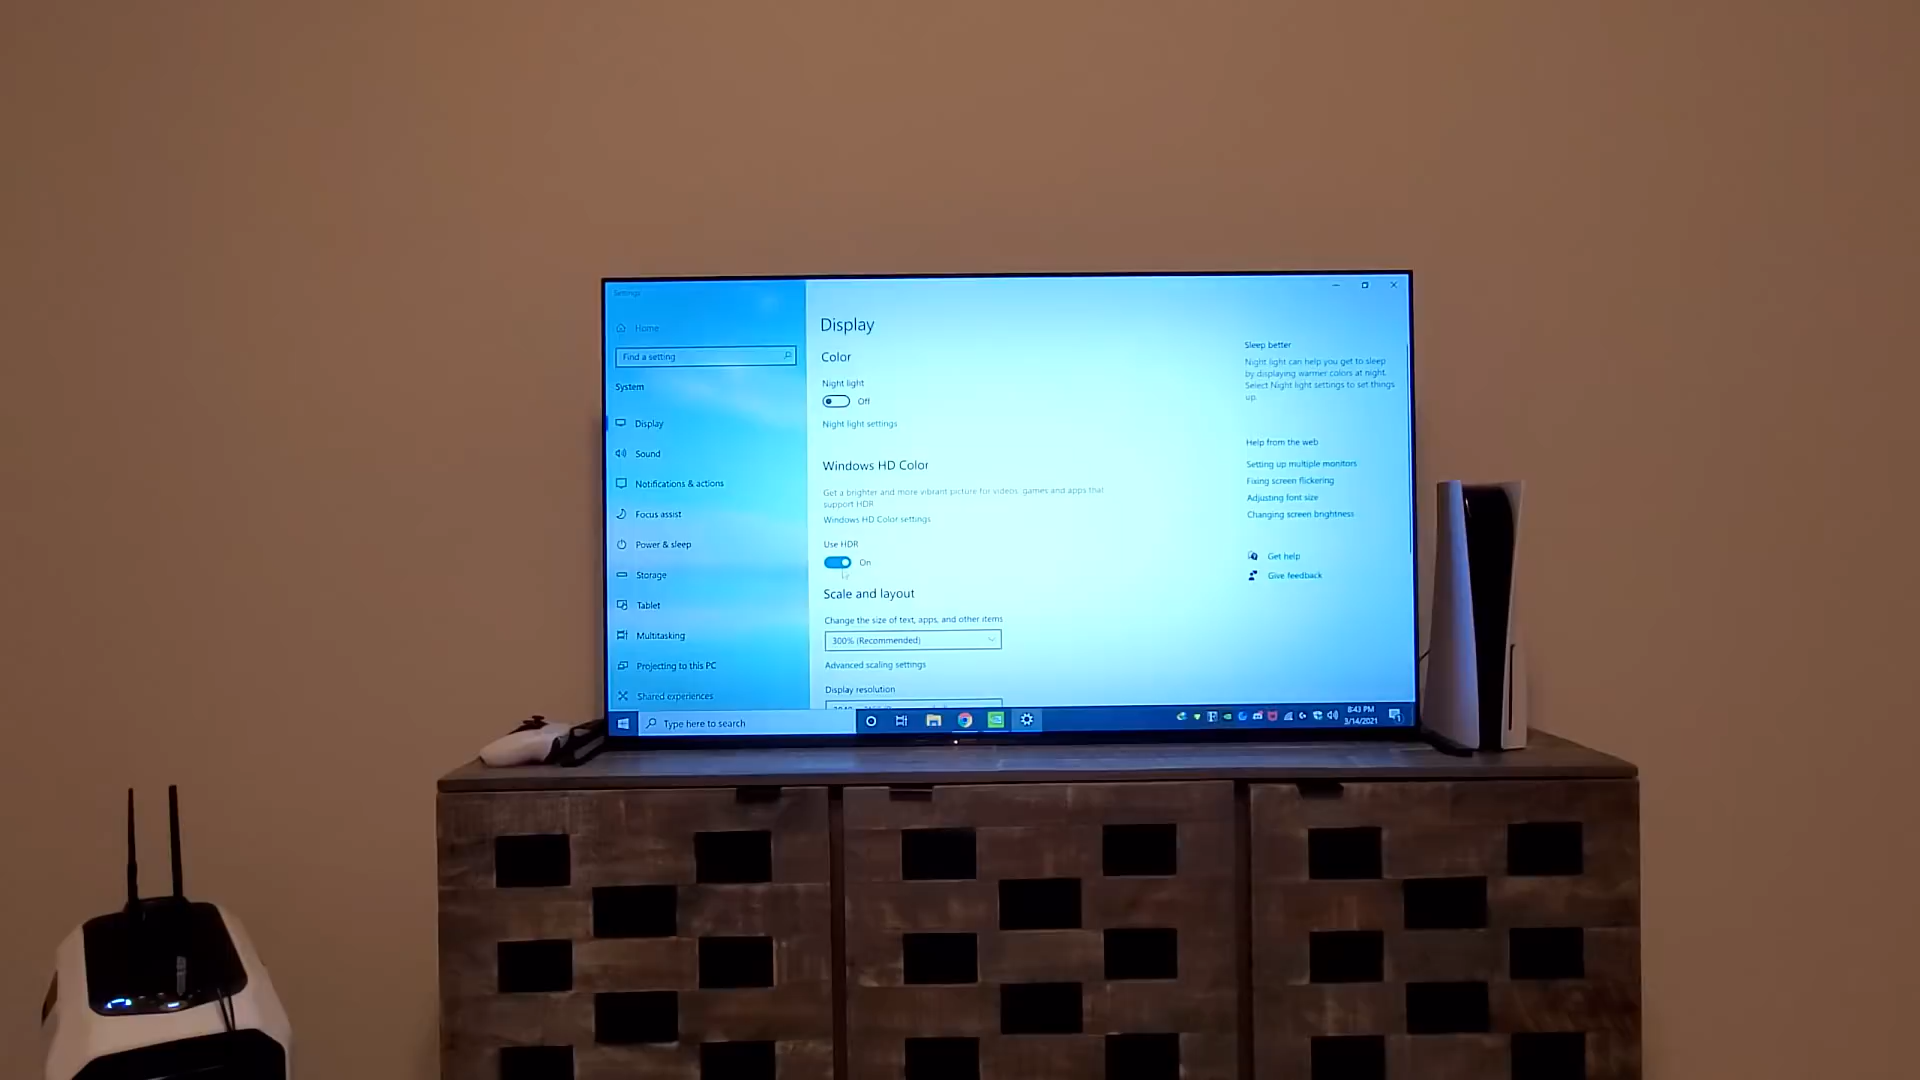 Settings
Home
Find a setting
System
Display
Sound
Notifications & actions
Focus assist
Power & sleep
Storage
Tablet
Multitasking
Projecting to this PC
Shared experiences
Display
Color
Night light
Off
Night light settings
Windows HD Color
Get a brighter and more vibrant picture for videos, games and apps that
support HDR
Windows HD Color settings
Use HDR
On
Scale and layout
Change the size of text, apps, and other items
300% (Recommended)
Advanced scaling settings
Display resolution
Sleep better
Night light can help you get to sleep
by displaying warmer colors at night.
Select Night light settings to set things
up.
Help from the web
Setting up multiple monitors
Fixing screen flickering
Adjusting font size
Changing screen brightness
Get help
Give feedback
Type here to search
8:43 PM
3/14/2021